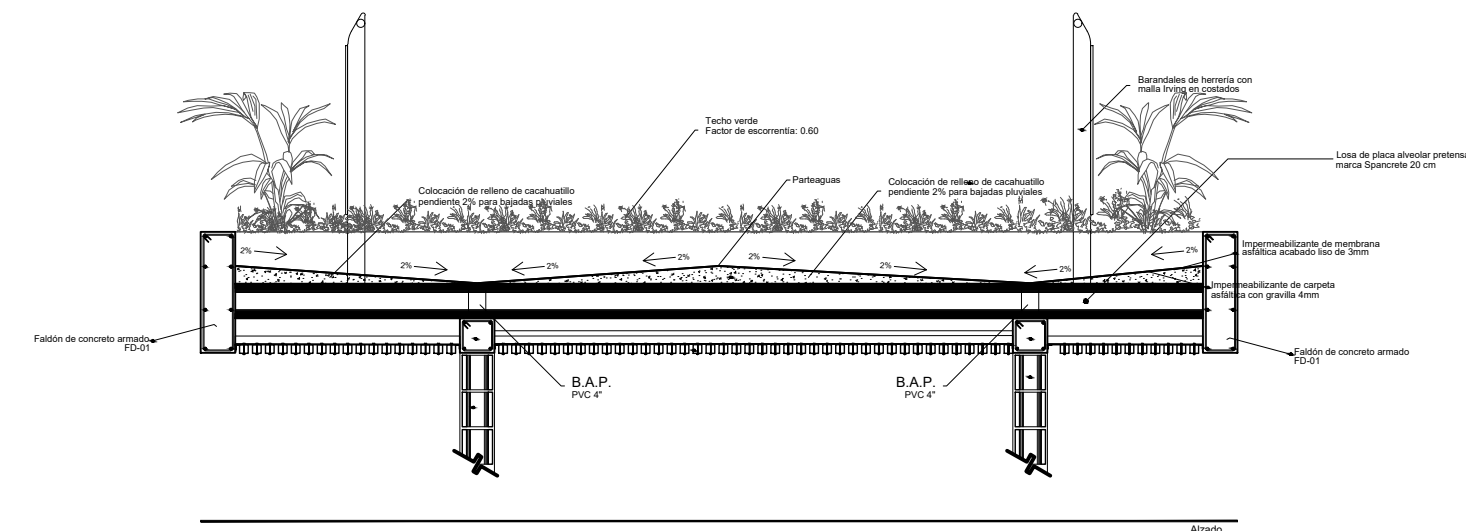 Barandales de herrería con
malla Irving en costados
Techo verde
Factor de escorrentía: 0.60
Losa de placa alveolar pretensa
marca Spancrete 20 cm
Parteaguas
Colocación de relleno de cacahuatillo
pendiente 2% para bajadas pluviales
Colocación de relleno de cacahuatillo
pendiente 2% para bajadas pluviales
2%
2%
2%
2%
2%
2%
2%
2%
Impermeabilizante de membrana
asfáltica acabado liso de 3mm
Impermeabilizante de carpeta
asfáltica con gravilla 4mm
Faldón de concreto armado
FD-01
Faldón de concreto armado
FD-01
B.A.P.
PVC 4"
B.A.P.
PVC 4"
Alzado